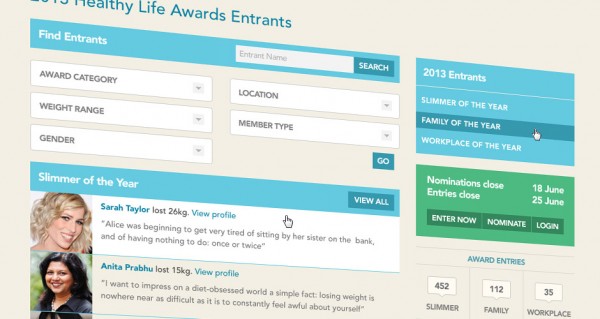 2013 Healthy Life Awards Entrants
Find Entrants
Entrant Name
SEARCH
AWARD CATEGORY
LOCATION
WEIGHT RANGE
MEMBER TYPE
GENDER
GO
Slimmer of the Year
VIEW ALL
Sarah Taylor lost 26kg. View profile
“Alice was beginning to get very tired of sitting by her sister on the bank,
and of having nothing to do: once or twice”
Anita Prabhu lost 15kg. View profile
“I want to impress on a diet-obsessed world a simple fact: losing weight is
nowhere near as difficult as it is to constantly feel awful about yourself”
2013 Entrants
SLIMMER OF THE YEAR
FAMILY OF THE YEAR
WORKPLACE OF THE YEAR
Nominations close 18 June
Entries close 25 June
ENTER NOW NOMINATE LOGIN
AWARD ENTRIES
452 112 35
SLIMMER FAMILY WORKPLACE